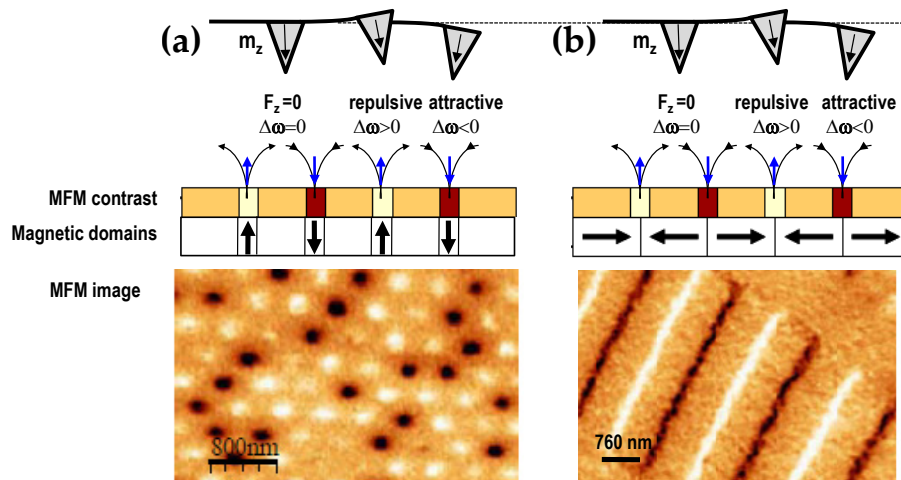 (a)
m_z
F_z=0 repulsive attractive
Δω=0 Δω>0 Δω<0
(b)
m_z
F_z=0 repulsive attractive
Δω=0 Δω>0 Δω<0
MFM contrast
Magnetic domains
MFM image
800nm
760 nm